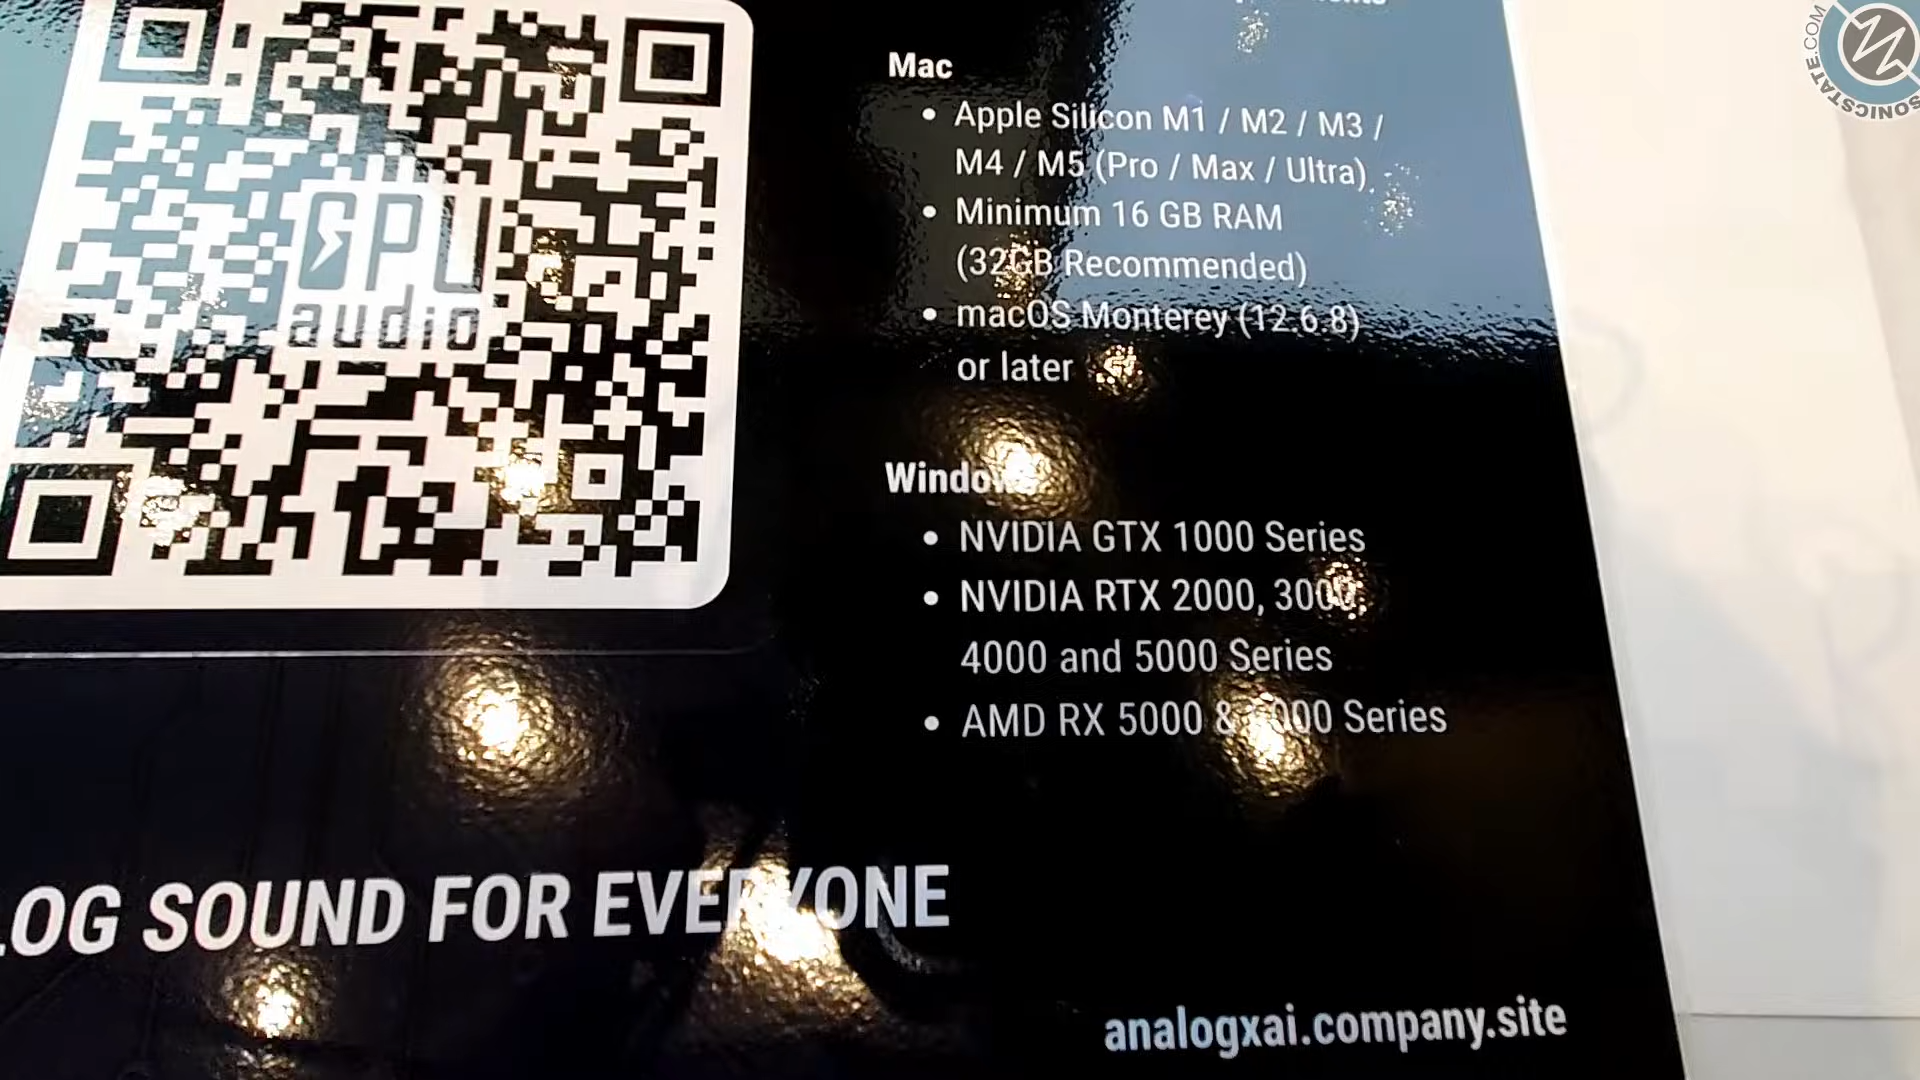 GPU
audio
Mac
• Apple Silicon M1 / M2 / M3 /
M4 / M5 (Pro / Max / Ultra)
• Minimum 16 GB RAM
(32GB Recommended)
• macOS Monterey (12.6.8)
or later
Windows
• NVIDIA GTX 1000 Series
• NVIDIA RTX 2000, 3000,
4000 and 5000 Series
• AMD RX 5000 & Series
LOG SOUND FOR EVERYONE
analogxai.company.site
SONICSTATE.COM